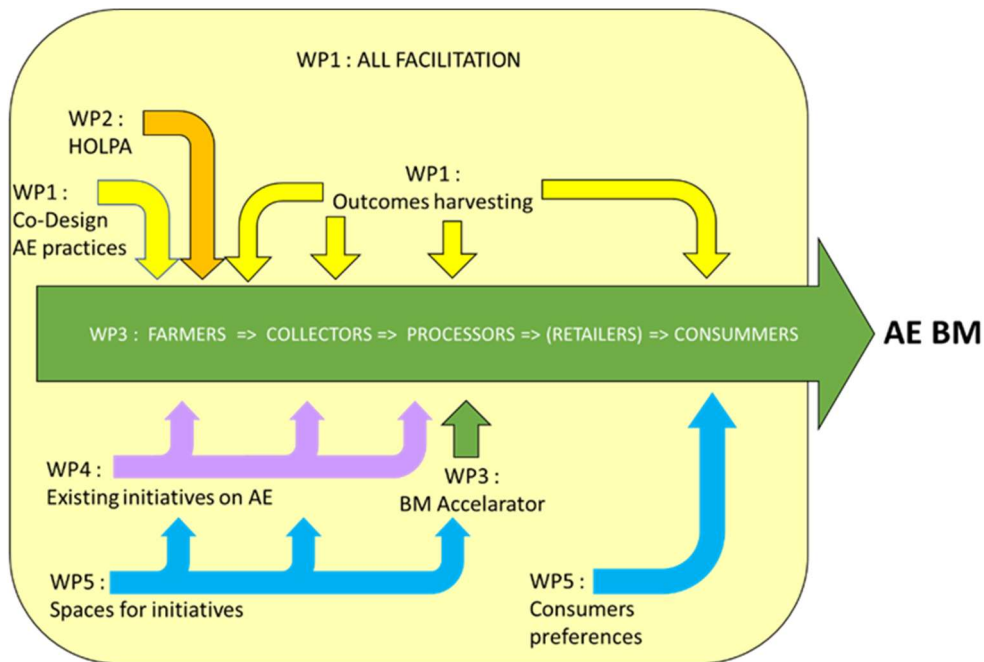 WP1 : ALL FACILITATION
WP2 :
HOLPA
WP1 :
Co-Design
AE practices
WP1 :
Outcomes harvesting
WP3 : FARMERS => COLLECTORS => PROCESSORS => (RETAILERS) => CONSUMMERS
AE BM
WP4 :
Existing initiatives on AE
WP3 :
BM Accelarator
WP5 :
Spaces for initiatives
WP5 :
Consumers
preferences